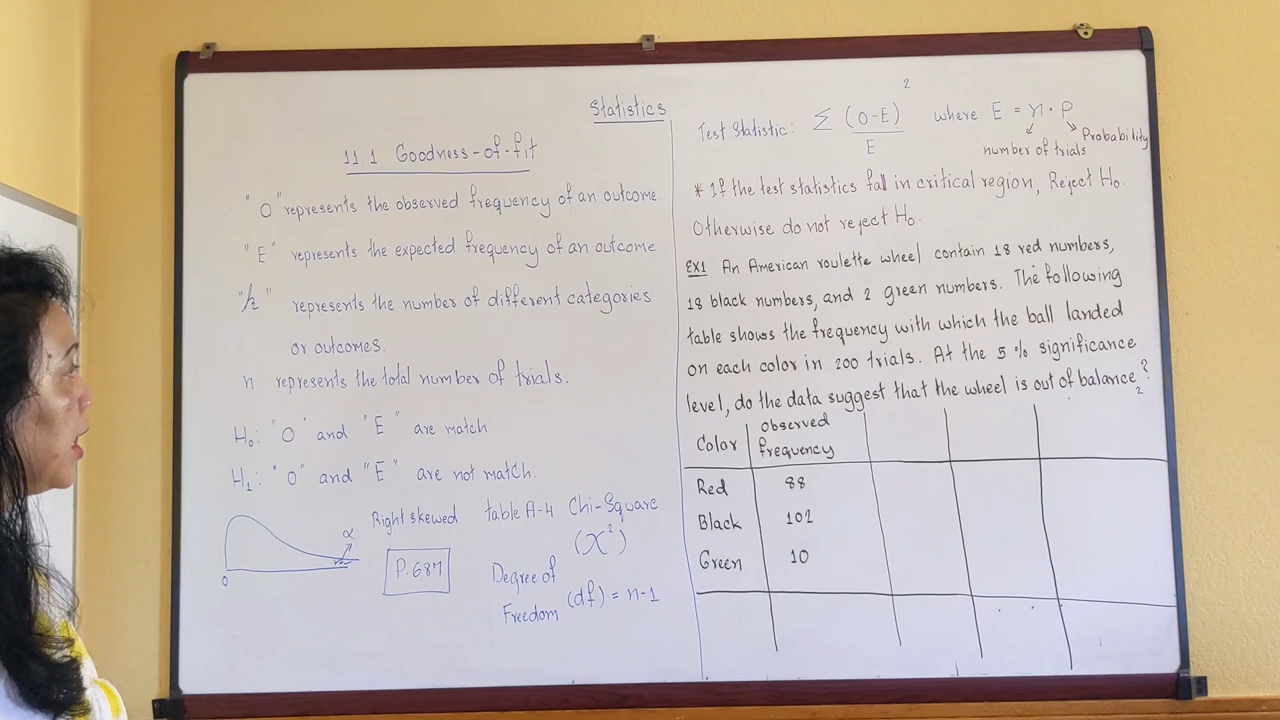 Statistics
11.1 Goodness-of-fit
"O" represents the observed frequency of an outcome.
"E" represents the expected frequency of an outcome
"k" represents the number of different categories
or outcomes.
n represents the total number of trials.
H₀: "O" and "E" are match
H₁: "O" and "E" are not match.
Right skewed table A-4 Chi-Square
(X²)
α
0
P.687
Degree of
Freedom (df) = n-1
Test Statistic: Σ (O-E)²/E where E = n · p
number of trials Probability
* If the test statistics fall in critical region, Reject H₀.
Otherwise do not reject H₀.
EX1 An American roulette wheel contain 18 red numbers,
18 black numbers, and 2 green numbers. The following
table shows the frequency with which the ball landed
on each color in 200 trials. At the 5% significance
level, do the data suggest that the wheel is out of balance?
2
Color observed frequency
Red 88
Black 102
Green 10